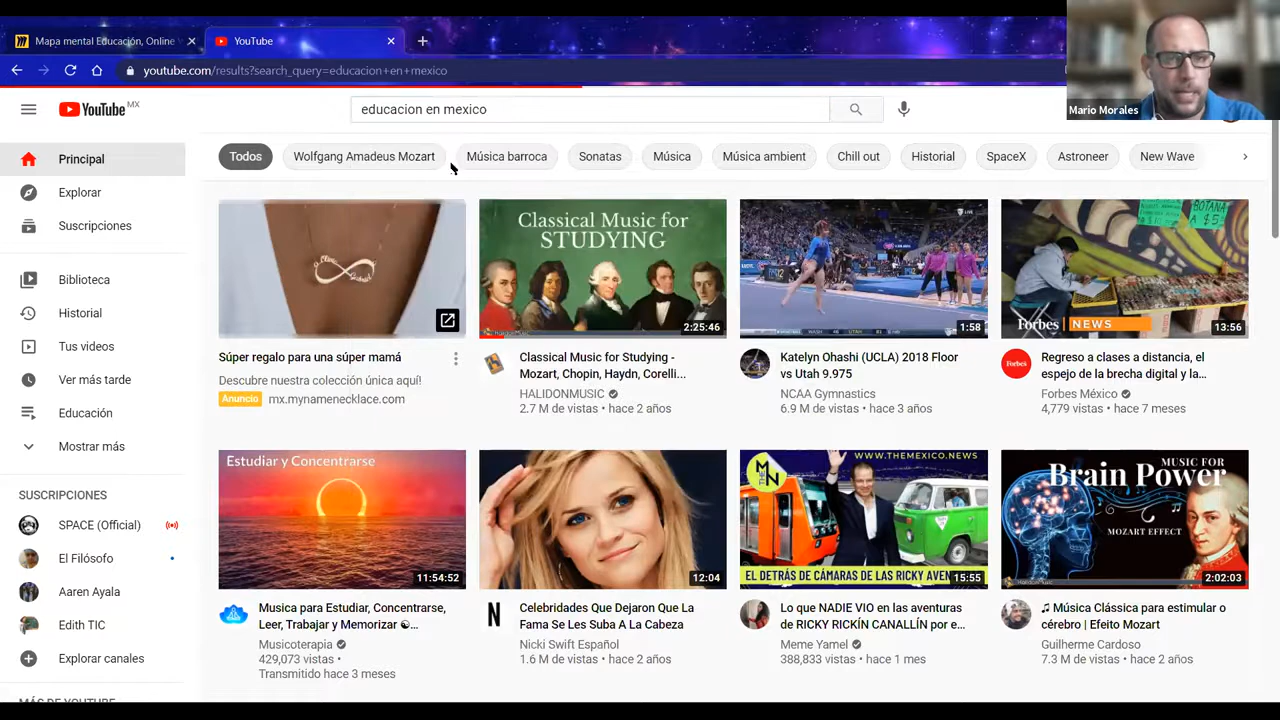 Mapa mental Educación, Online
YouTube
youtube.com/results?search_query=educacion+en+mexico
Mario Morales
YouTube MX
educacion en mexico
Principal
Explorar
Suscripciones
Biblioteca
Historial
Tus videos
Ver más tarde
Educación
Mostrar más
SUSCRIPCIONES
SPACE (Official)
El Filósofo
Aaren Ayala
Edith TIC
Explorar canales
MÁS DE YOUTUBE
Todos
Wolfgang Amadeus Mozart
Música barroca
Sonatas
Música
Música ambient
Chill out
Historial
SpaceX
Astroneer
New Wave
Súper regalo para una súper mamá
Descubre nuestra colección única aquí!
Anuncio
mx.mynamenecklace.com
Classical Music for
STUDYING
2:25:46
Classical Music for Studying -
Mozart, Chopin, Haydn, Corelli...
HALIDONMUSIC
2.7 M de vistas • hace 2 años
1:58
Katelyn Ohashi (UCLA) 2018 Floor
vs Utah 9.975
NCAA Gymnastics
6.9 M de vistas • hace 3 años
BOTANA
A $5
Forbes NEWS
13:56
Forbes
Regreso a clases a distancia, el
espejo de la brecha digital y la...
Forbes México
4,779 vistas • hace 7 meses
Estudiar y Concentrarse
11:54:52
Musica para Estudiar, Concentrarse,
Leer, Trabajar y Memorizar ☯...
Musicoterapia
429,073 vistas •
Transmitido hace 3 meses
12:04
N
Celebridades Que Dejaron Que La
Fama Se Les Suba A La Cabeza
Nicki Swift Español
1.6 M de vistas • hace 2 años
WWW.THEMEXICO.NEWS
THE
MN
EL DETRÁS DE CÁMARAS DE LAS RICKY AVEN
15:55
Lo que NADIE VIO en las aventuras
de RICKY RICKÍN CANALLÍN por e...
Meme Yamel
388,833 vistas • hace 1 mes
MUSIC FOR
Brain Power
MOZART EFFECT
2:02:03
♫ Música Clássica para estimular o
cérebro | Efeito Mozart
Guilherme Cardoso
7.3 M de vistas • hace 2 años